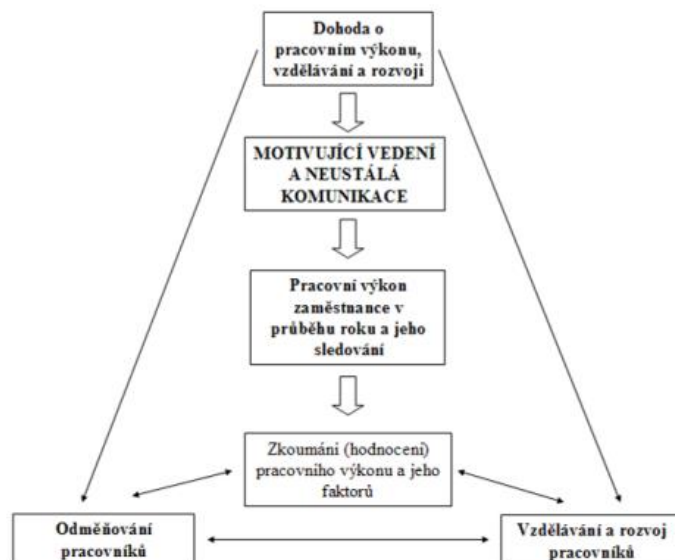 Dohoda o
pracovním výkonu,
vzdělávání a rozvoji
MOTIVUJÍCÍ VEDENÍ
A NEUSTÁLÁ
KOMUNIKACE
Pracovní výkon
zaměstnance v
průběhu roku a jeho
sledování
Zkoumání (hodnocení)
pracovního výkonu a jeho
faktorů
Odměňování
pracovníků
Vzdělávání a rozvoj
pracovníků